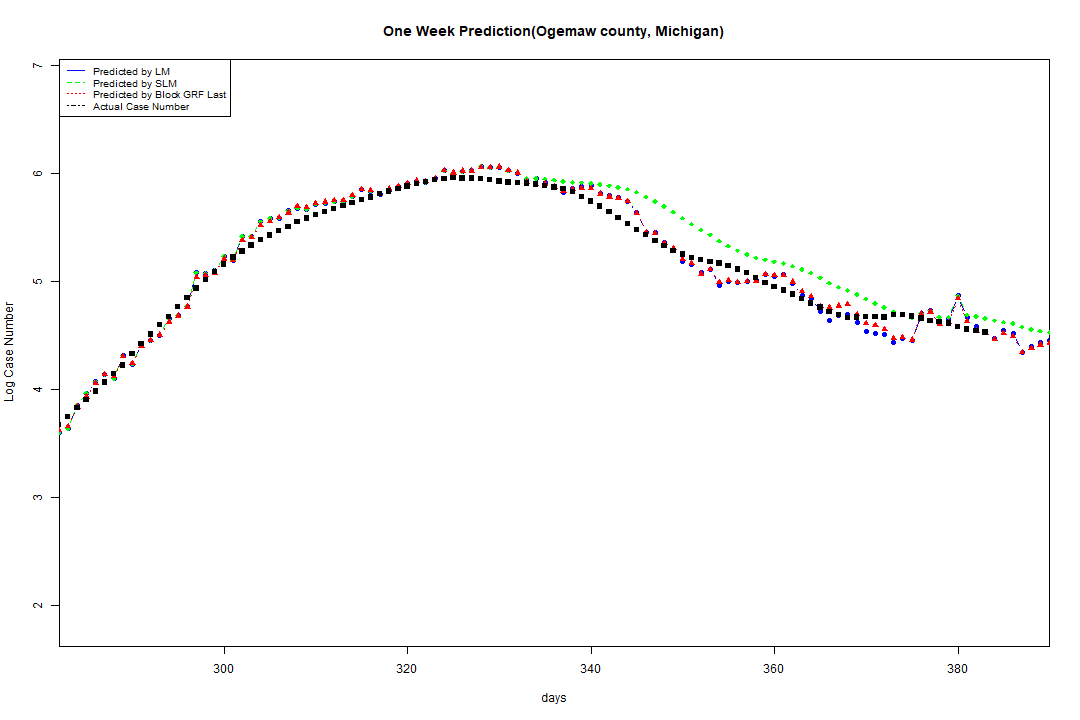 One Week Prediction(Ogemaw county, Michigan)
7
Predicted by LM
Predicted by SLM
Predicted by Block GRF Last
Actual Case Number
6
5
4
3
2
Log Case Number
300 320 340 360 380
days